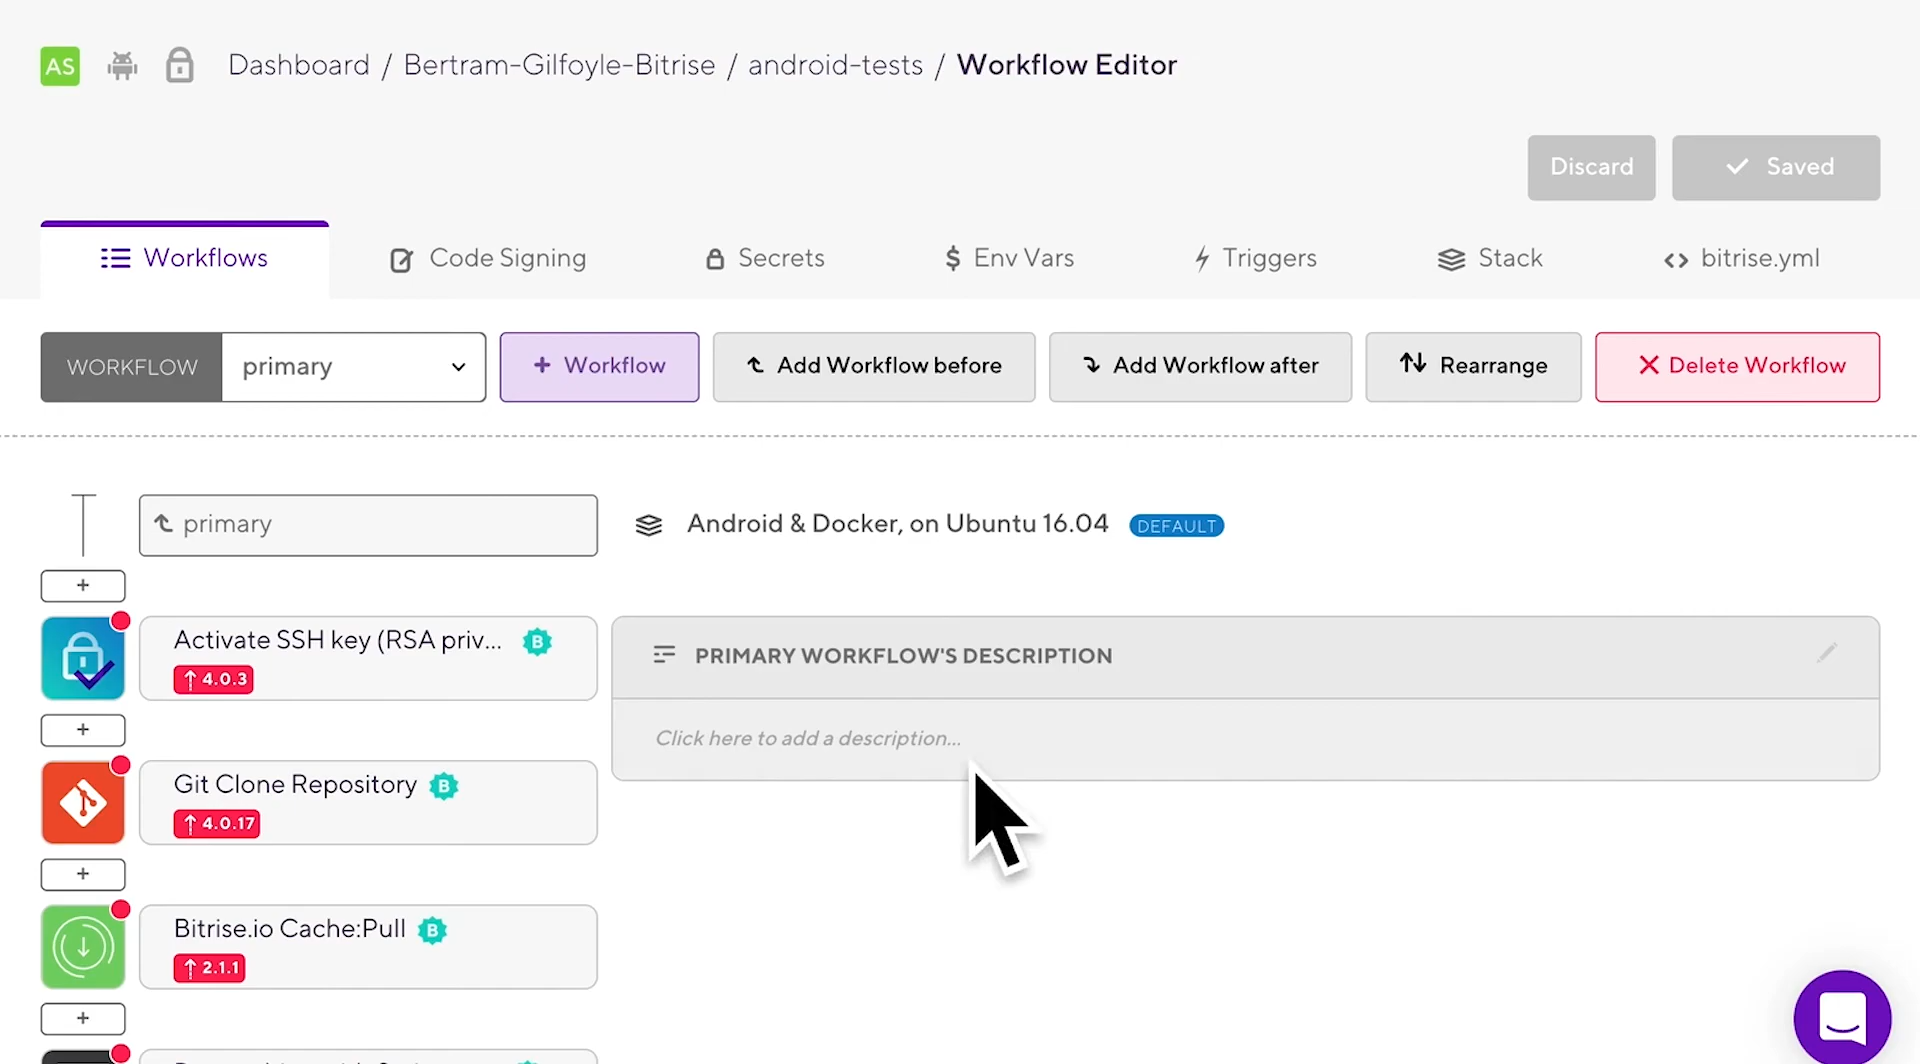 AS Dashboard / Bertram-Gilfoyle-Bitrise / android-tests / Workflow Editor
Discard Saved
Workflows Code Signing Secrets $ Env Vars Triggers Stack <> bitrise.yml
WORKFLOW primary + Workflow Add Workflow before Add Workflow after Rearrange Delete Workflow
primary Android & Docker, on Ubuntu 16.04 DEFAULT
+
Activate SSH key (RSA priv... B
↑ 4.0.3
PRIMARY WORKFLOW'S DESCRIPTION
Click here to add a description...
+
Git Clone Repository B
↑ 4.0.17
+
Bitrise.io Cache:Pull B
↑ 2.1.1
+